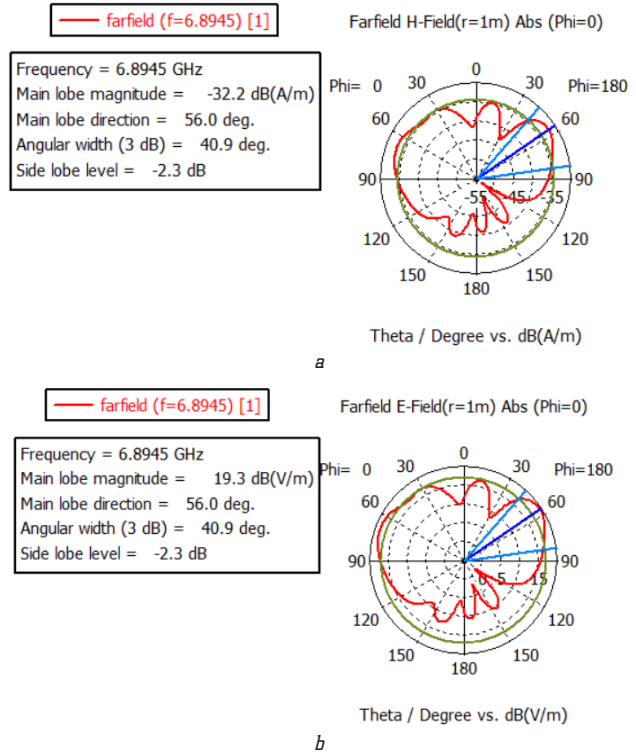 farfield (f=6.8945) [1]
Frequency = 6.8945 GHz
Main lobe magnitude = -32.2 dB(A/m)
Main lobe direction = 56.0 deg.
Angular width (3 dB) = 40.9 deg.
Side lobe level = -2.3 dB
Farfield H-Field(r=1m) Abs (Phi=0)
Phi= 0 30 0 30 Phi=180
60 60
90 -55 -45 -35 90
120 120
150 180 150
Theta / Degree vs. dB(A/m)
a
farfield (f=6.8945) [1]
Frequency = 6.8945 GHz
Main lobe magnitude = 19.3 dB(V/m)
Main lobe direction = 56.0 deg.
Angular width (3 dB) = 40.9 deg.
Side lobe level = -2.3 dB
Farfield E-Field(r=1m) Abs (Phi=0)
Phi= 0 30 0 30 Phi=180
60 60
90 5 15 90
120 120
150 180 150
Theta / Degree vs. dB(V/m)
b